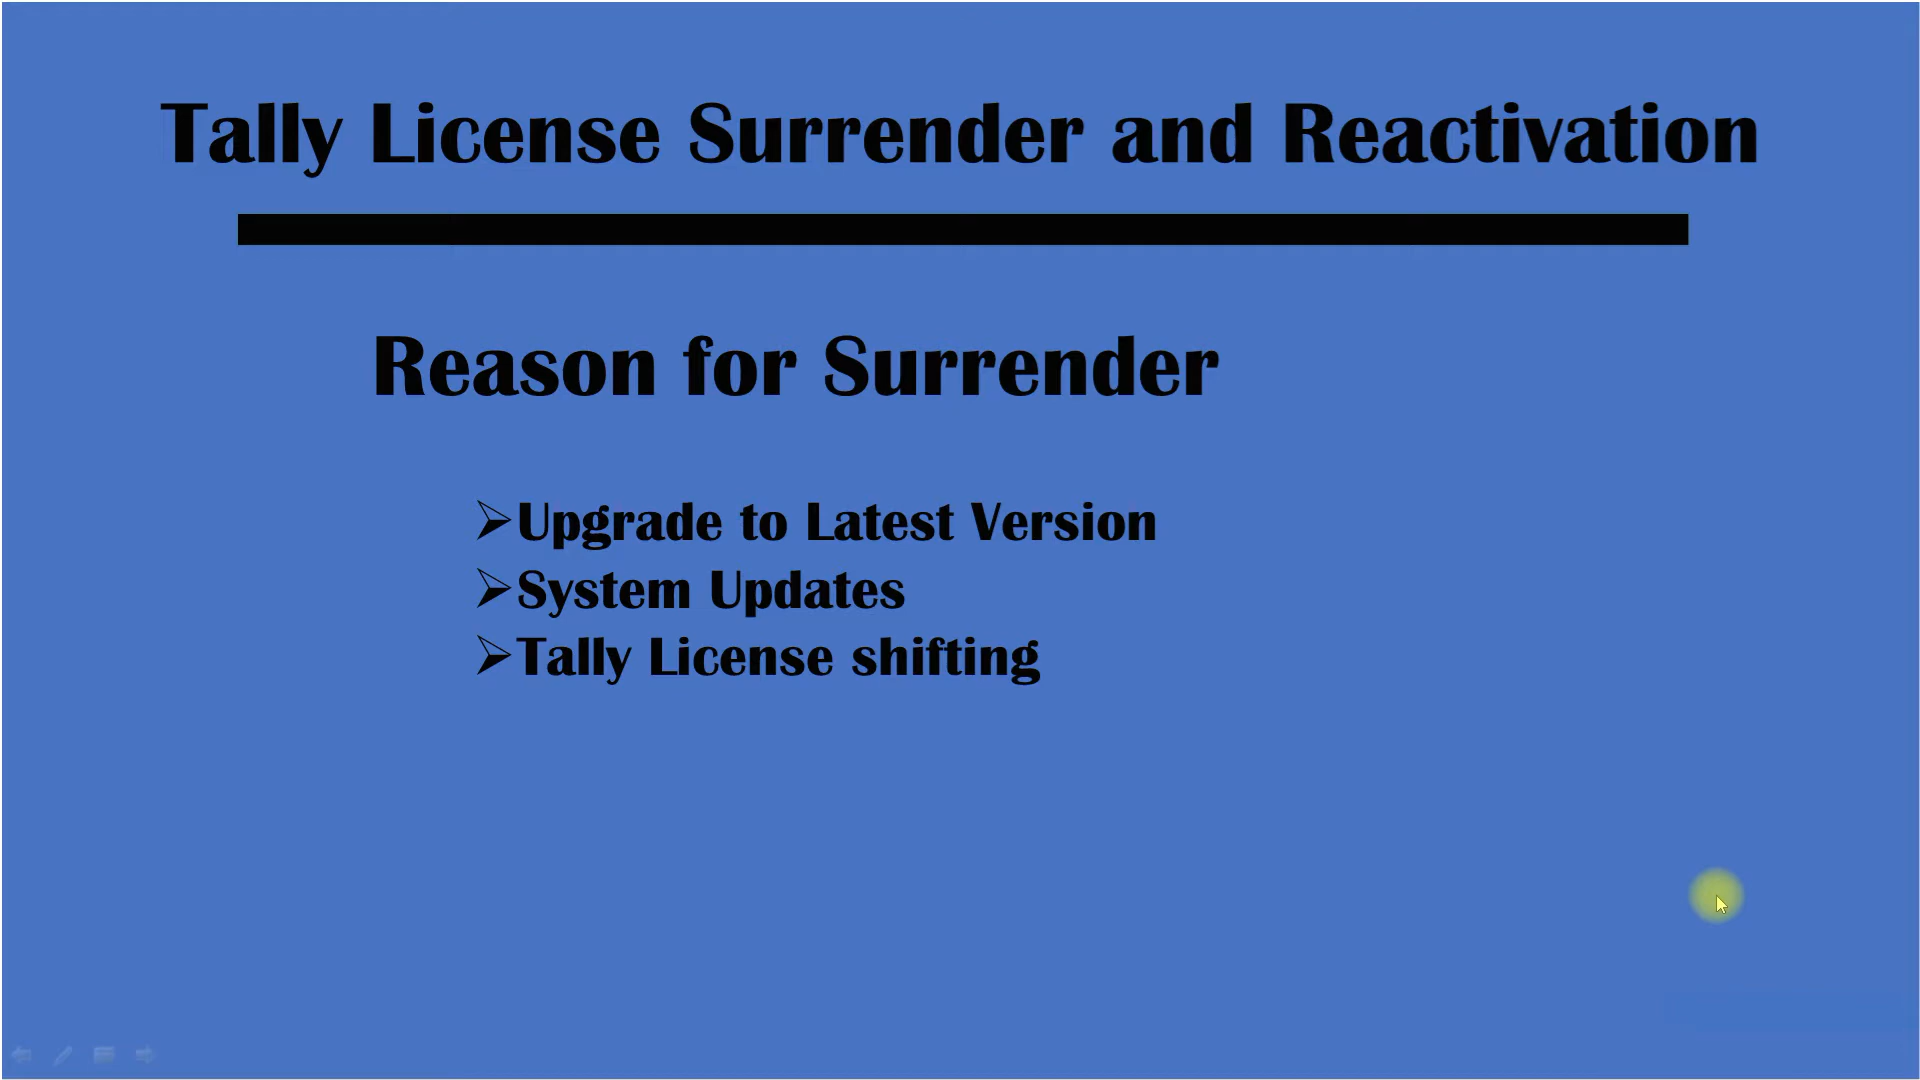 Tally License Surrender and Reactivation
Reason for Surrender
➢Upgrade to Latest Version
➢System Updates
➢Tally License shifting